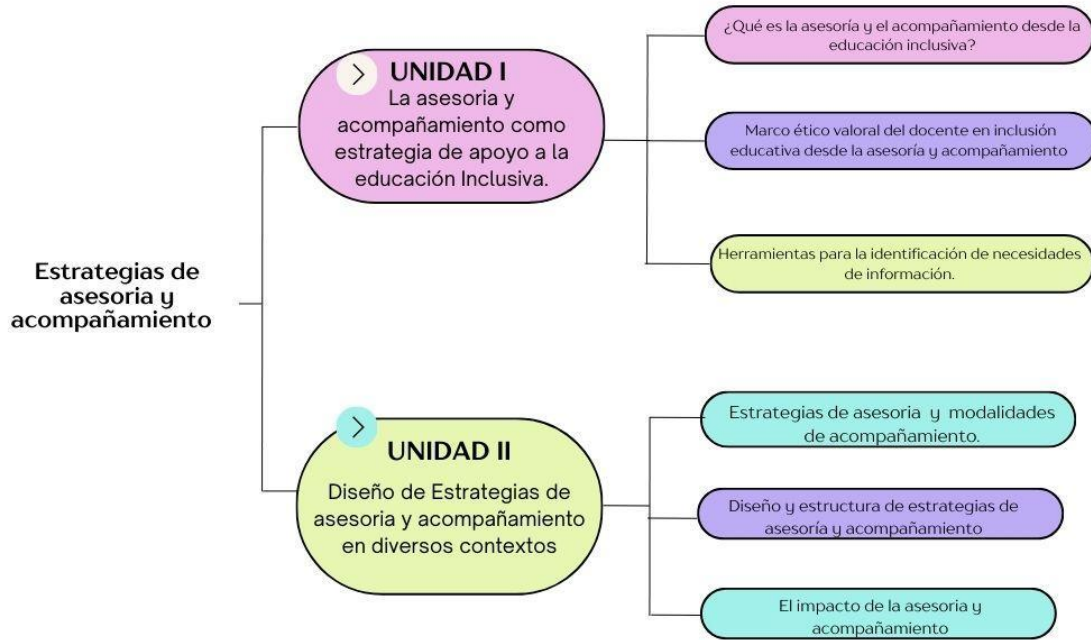 Estrategias de
asesoria y
acompañamiento
UNIDAD I
La asesoria y
acompañamiento como
estrategia de apoyo a la
educación Inclusiva.
¿Qué es la asesoría y el acompañamiento desde la
educación inclusiva?
Marco ético valoral del docente en inclusión
educativa desde la asesoría y acompañamiento
Herramientas para la identificación de necesidades
de información.
UNIDAD II
Diseño de Estrategias de
asesoria y acompañamiento
en diversos contextos
Estrategias de asesoria y modalidades
de acompañamiento.
Diseño y estructura de estrategias de
asesoría y acompañamiento
El impacto de la asesoria y
acompañamiento